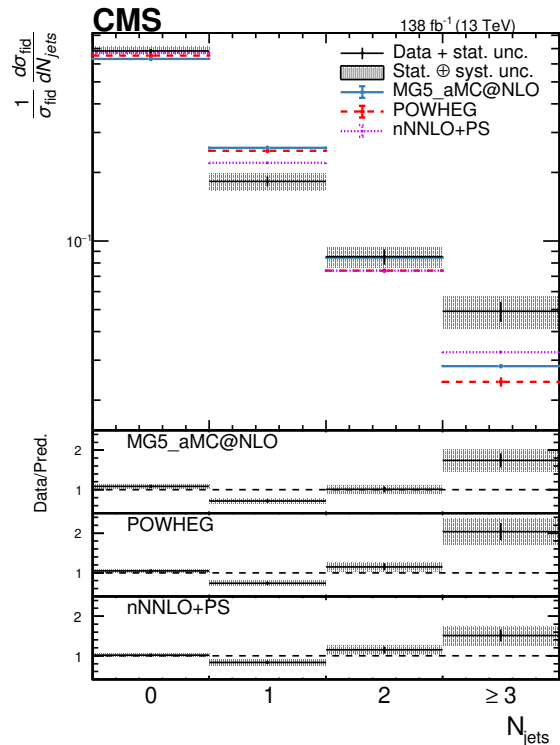 CMS
138 fb⁻¹ (13 TeV)
1/σ_fid dσ_fid/dN_jets
Data + stat. unc.
Stat. ⊕ syst. unc.
MG5_aMC@NLO
POWHEG
nNNLO+PS
10⁻¹
Data/Pred.
MG5_aMC@NLO
2
1
POWHEG
2
1
nNNLO+PS
2
1
0 1 2 ≥ 3
N_jets